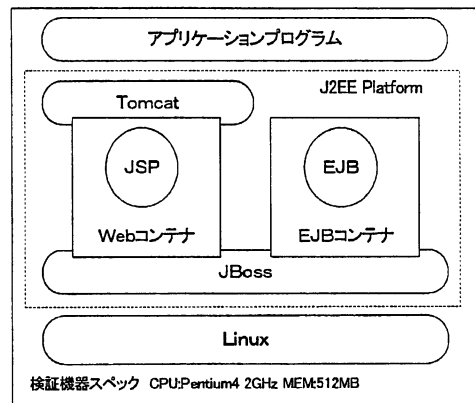 アプリケーションプログラム
J2EE Platform
Tomcat
JSP
EJB
Webコンテナ
EJBコンテナ
JBoss
Linux
検証機器スペック CPU:Pentium4 2GHz MEM:512MB